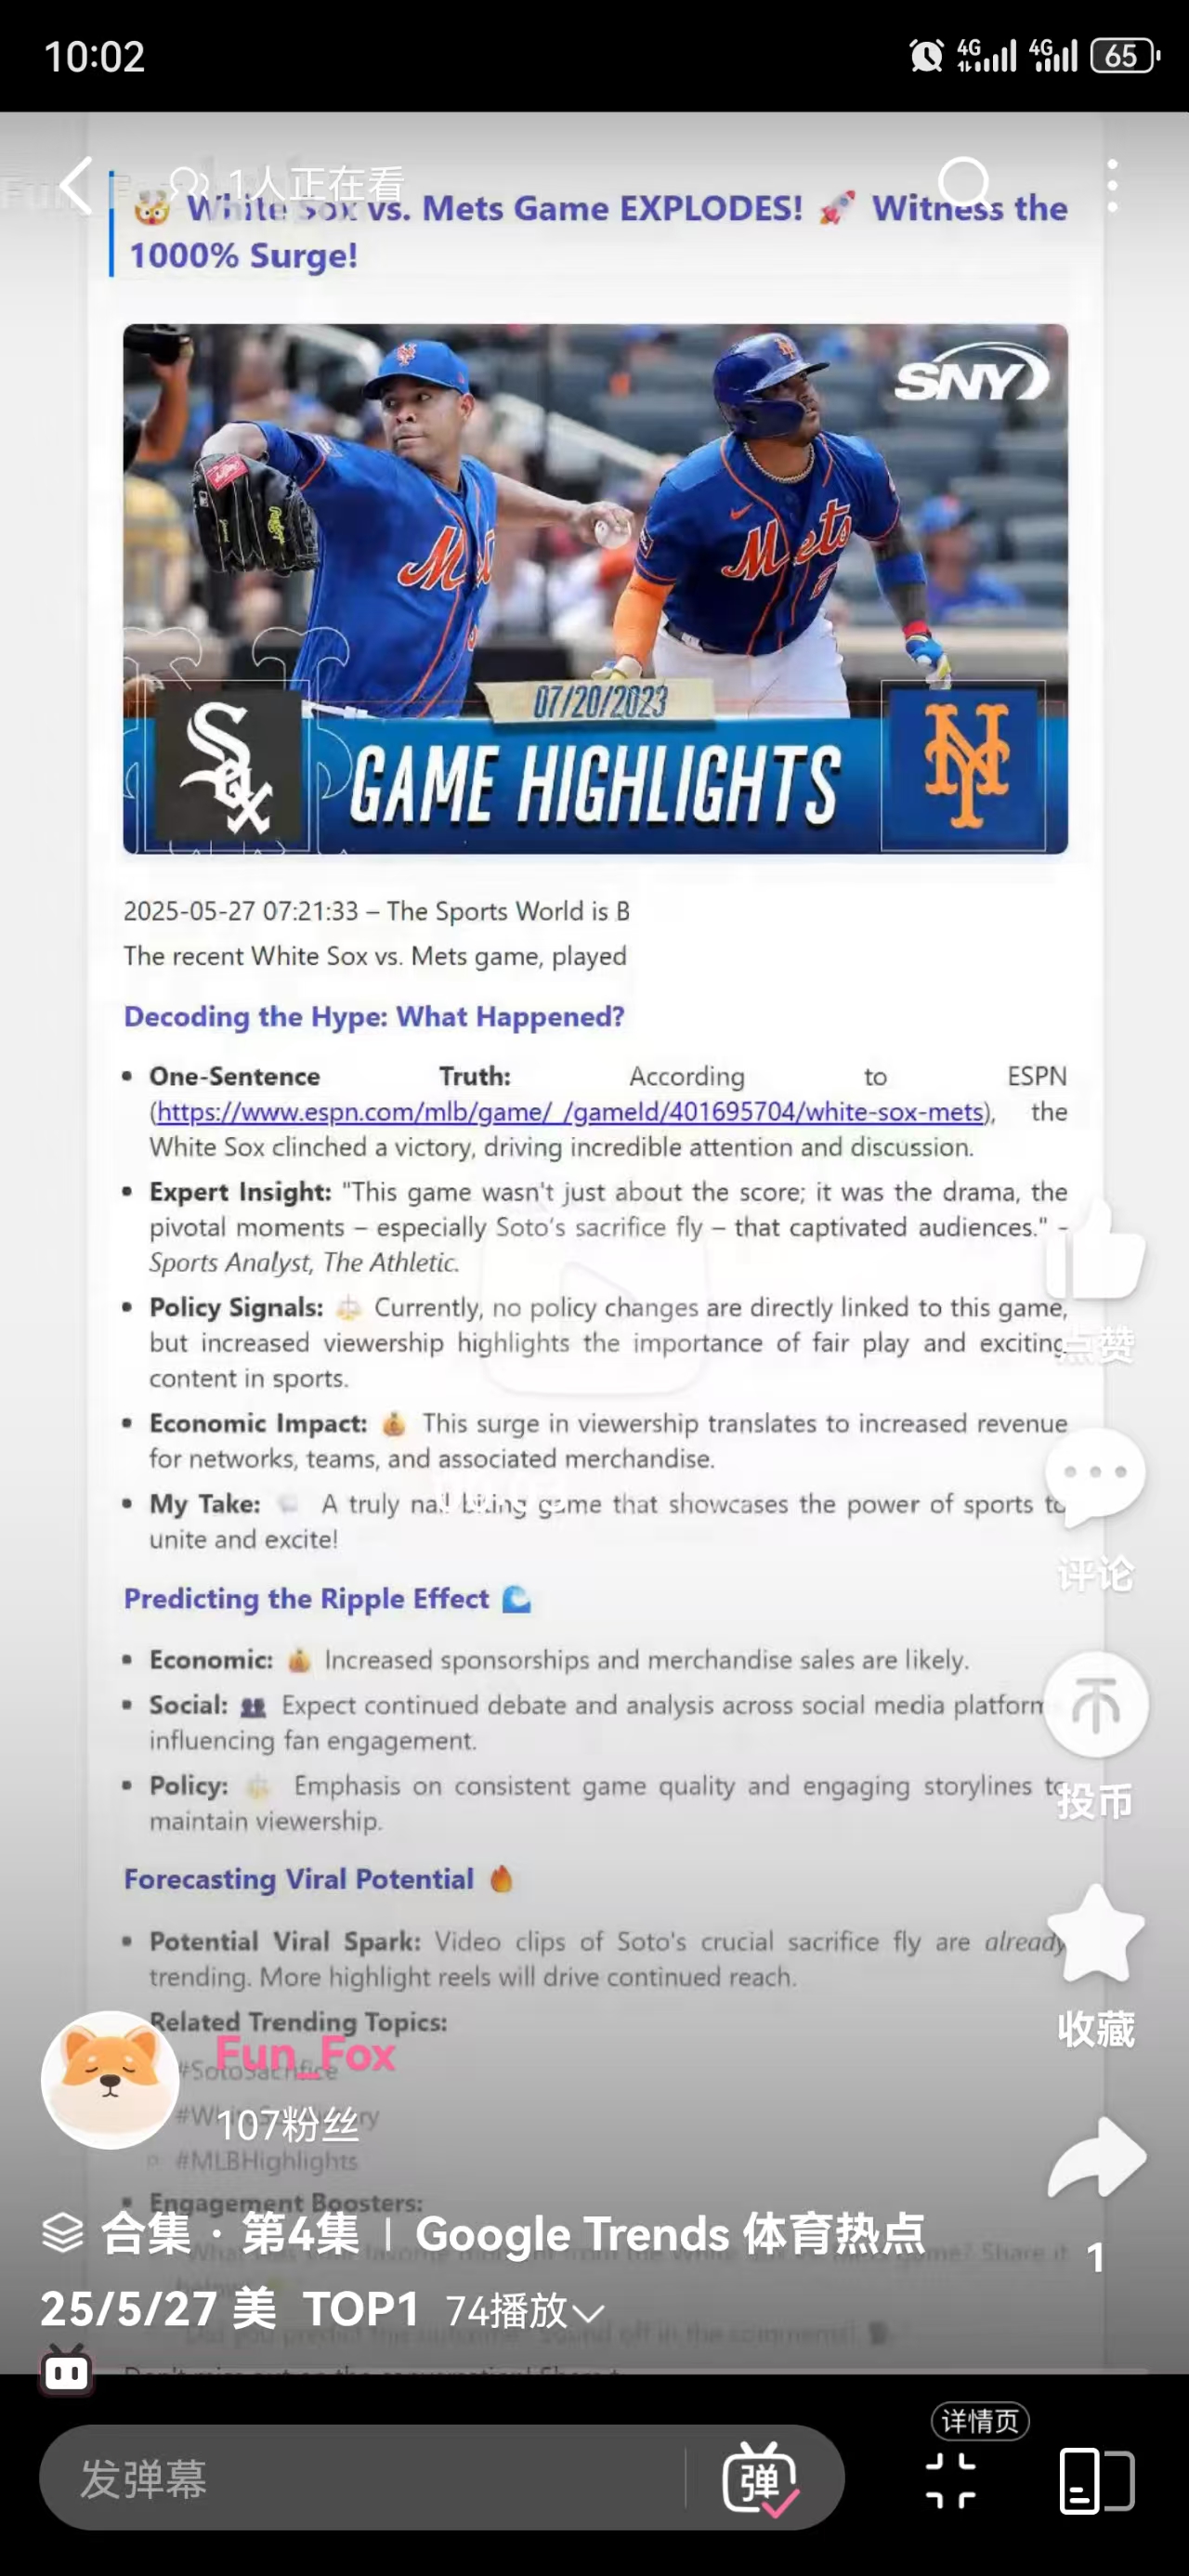 10:02
4G
4G
65
1人正在看
White Sox vs. Mets Game EXPLODES! 🚀 Witness the
1000% Surge!
SNY
Mets
07/20/2023
Sox
GAME HIGHLIGHTS
NY
2025-05-27 07:21:33 – The Sports World is B
The recent White Sox vs. Mets game, played
Decoding the Hype: What Happened?
• One-Sentence Truth: According to ESPN
(https://www.espn.com/mlb/game/_/gameId/401695704/white-sox-mets), the
White Sox clinched a victory, driving incredible attention and discussion.
• Expert Insight: "This game wasn't just about the score; it was the drama, the
pivotal moments – especially Soto's sacrifice fly – that captivated audiences." -
Sports Analyst, The Athletic.
• Policy Signals: ⚖️ Currently, no policy changes are directly linked to this game,
but increased viewership highlights the importance of fair play and exciting
content in sports.
点赞
• Economic Impact: 💰 This surge in viewership translates to increased revenue
for networks, teams, and associated merchandise.
• My Take: A truly nail-biting game that showcases the power of sports to
unite and excite!
评论
Predicting the Ripple Effect 🌊
• Economic: 💰 Increased sponsorships and merchandise sales are likely.
• Social: 👥 Expect continued debate and analysis across social media platform
influencing fan engagement.
• Policy: ⚖️ Emphasis on consistent game quality and engaging storylines to
maintain viewership.
投币
Forecasting Viral Potential 🔥
• Potential Viral Spark: Video clips of Soto's crucial sacrifice fly are already
trending. More highlight reels will drive continued reach.
收藏
Related Trending Topics:
Fun_Fox
#SotoSacrifice
107粉丝
#MLBHighlights
• Engagement Boosters:
合集 · 第4集 | Google Trends 体育热点
1
25/5/27 美 TOP1 74播放
发弹幕
弹
详情页